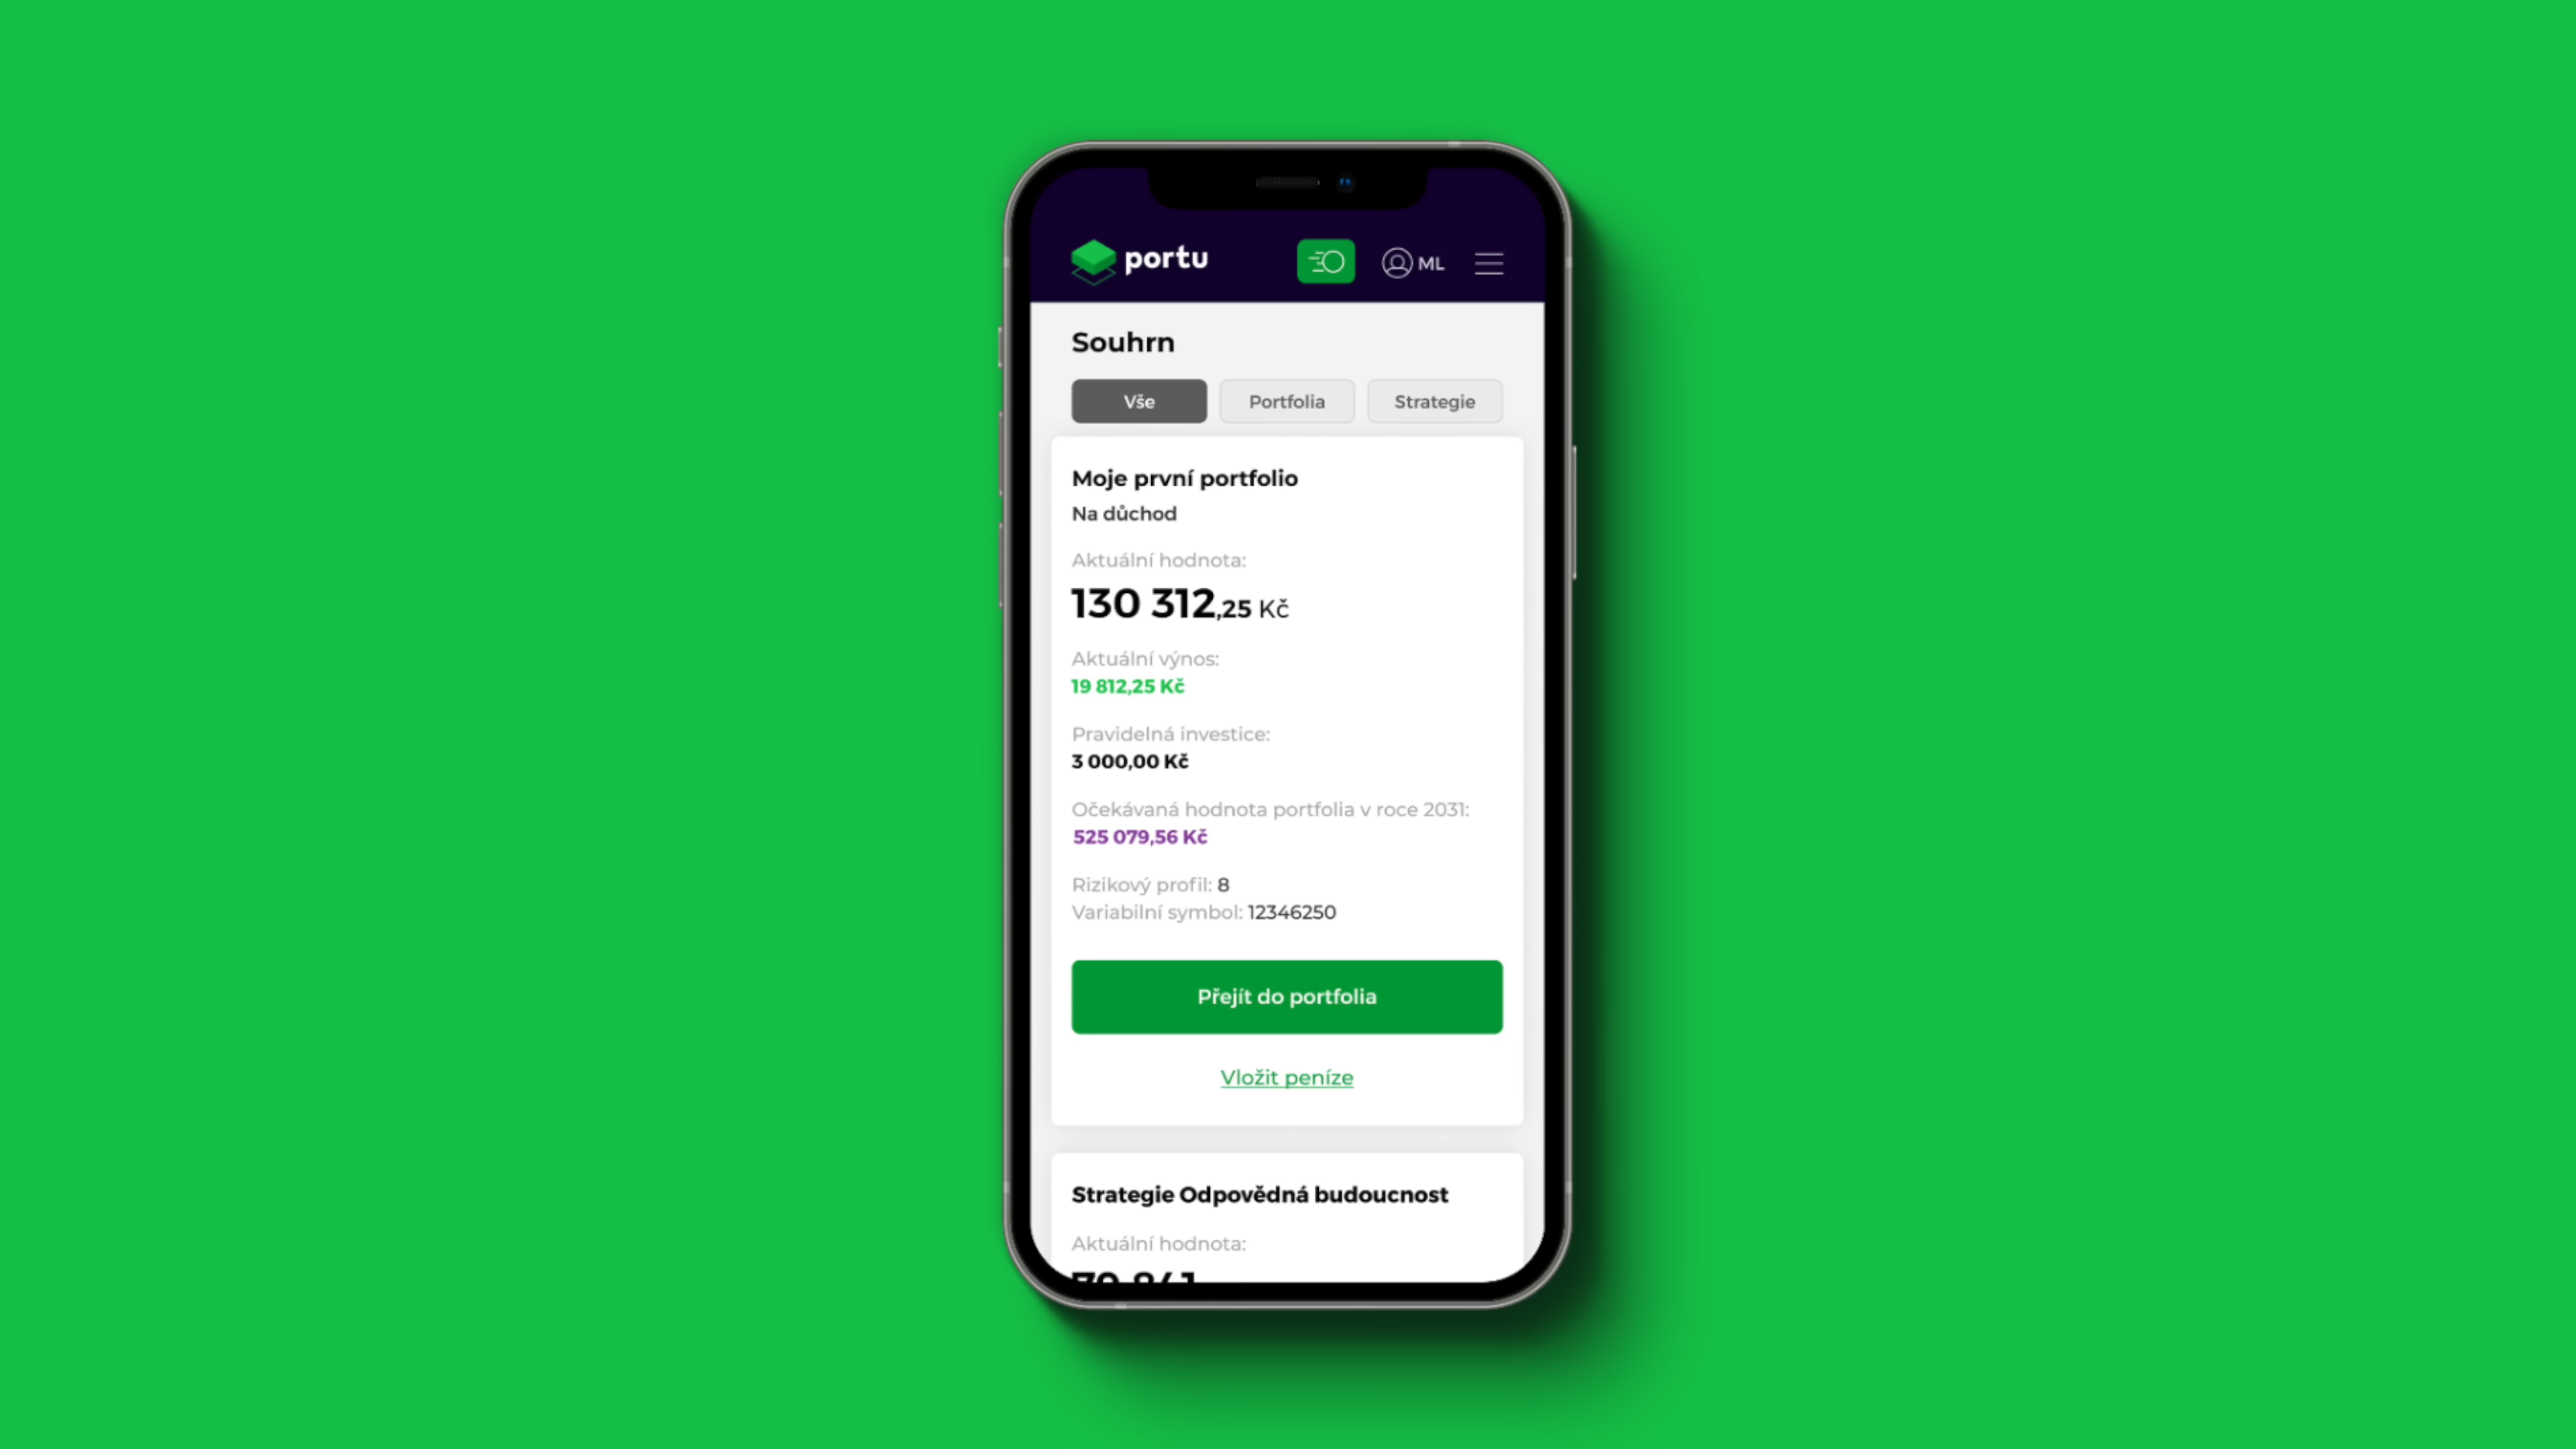 portu
ML
Souhrn
Vše Portfolia Strategie
Moje první portfolio
Na důchod
Aktuální hodnota:
130 312,25 Kč
Aktuální výnos:
19 812,25 Kč
Pravidelná investice:
3 000,00 Kč
Očekávaná hodnota portfolia v roce 2031:
525 079,56 Kč
Rizikový profil: 8
Variabilní symbol: 12346250
Přejít do portfolia
Vložit peníze
Strategie Odpovědná budoucnost
Aktuální hodnota: